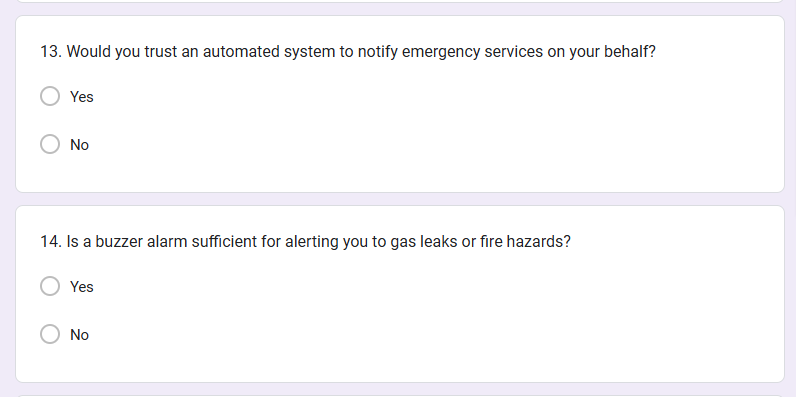 13. Would you trust an automated system to notify emergency services on your behalf?
Yes
No
14. Is a buzzer alarm sufficient for alerting you to gas leaks or fire hazards?
Yes
No